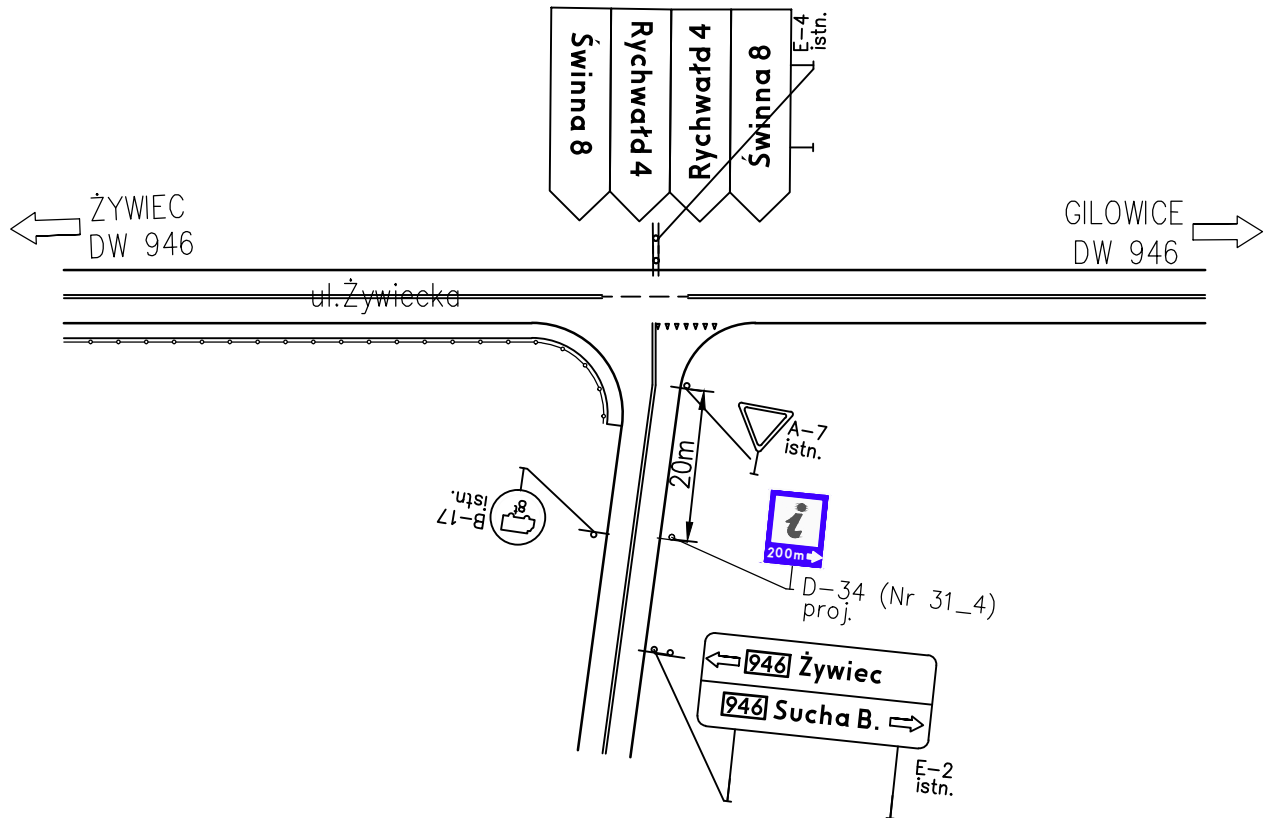 Świnna 8
Rychwałd 4
Rychwałd 4
Świnna 8
E-4
istn.
ŻYWIEC
DW 946
GILOWICE
DW 946
ul.Żywiecka
A-7
istn.
20m
B-17
istn.
8t
i
200m
D-34 (Nr 31_4)
proj.
946 Żywiec
946 Sucha B.
E-2
istn.